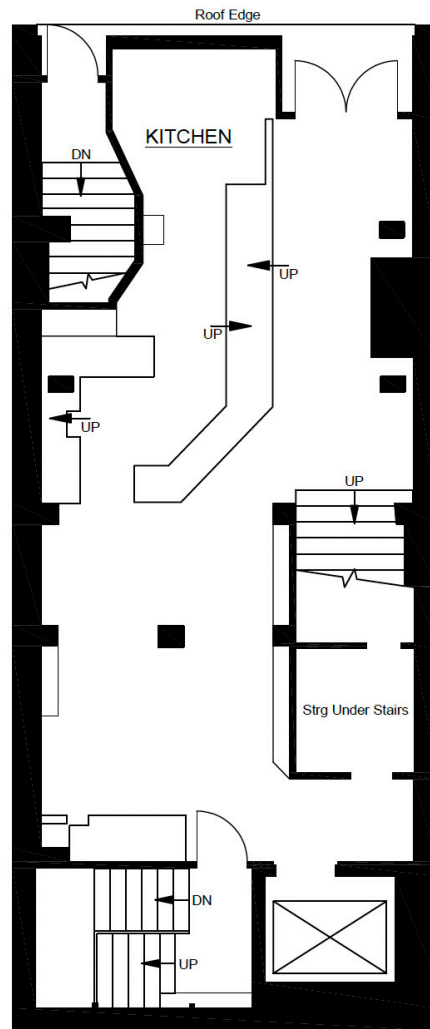 Roof Edge
KITCHEN
DN
UP
UP
UP
UP
Strg Under Stairs
DN
UP